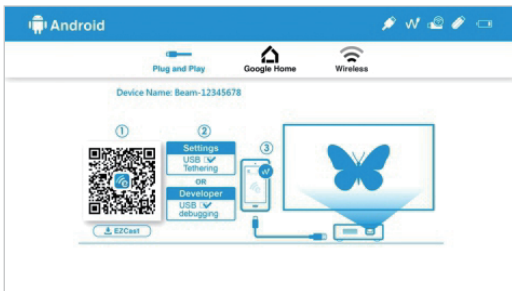 Android
Plug and Play
Google Home
Wireless
Device Name: Beam-12345678
①
②
③
Settings
USB
Tethering
OR
Developer
USB
debugging
EZCast